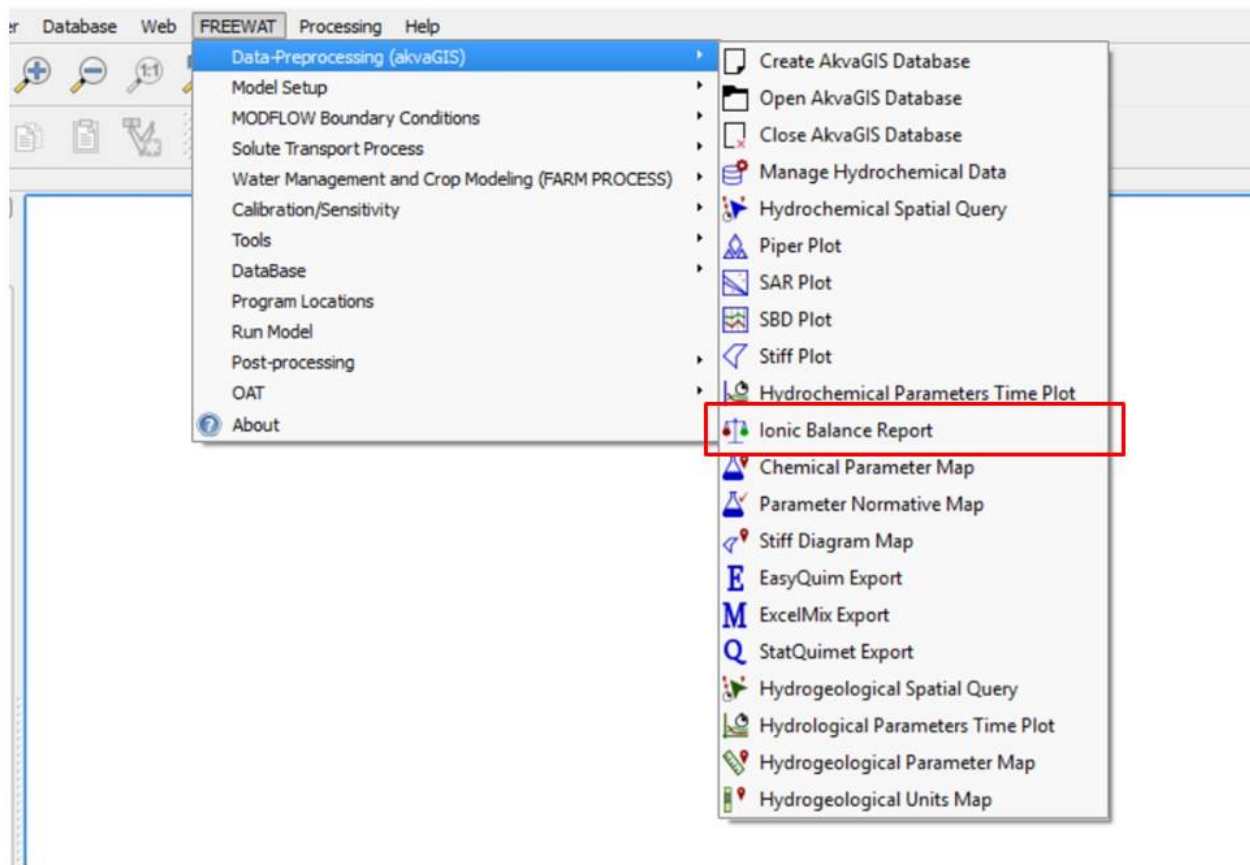 Database Web FREEWAT Processing Help
Data-Preprocessing (akvaGIS)
Model Setup
MODFLOW Boundary Conditions
Solute Transport Process
Water Management and Crop Modeling (FARM PROCESS)
Calibration/Sensitivity
Tools
DataBase
Program Locations
Run Model
Post-processing
OAT
About
Create AkvaGIS Database
Open AkvaGIS Database
Close AkvaGIS Database
Manage Hydrochemical Data
Hydrochemical Spatial Query
Piper Plot
SAR Plot
SBD Plot
Stiff Plot
Hydrochemical Parameters Time Plot
Ionic Balance Report
Chemical Parameter Map
Parameter Normative Map
Stiff Diagram Map
E EasyQuim Export
M ExcelMix Export
Q StatQuimet Export
Hydrogeological Spatial Query
Hydrological Parameters Time Plot
Hydrogeological Parameter Map
Hydrogeological Units Map